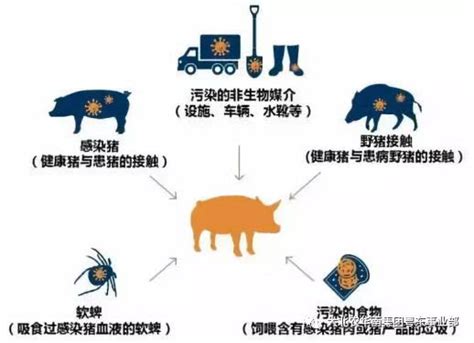 污染的非生物媒介
（设施、车辆、水靴等）
感染猪
（健康猪与患猪的接触）
野猪接触
（健康猪与患病野猪的接触）
软蜱
（吸食过感染猪血液的软蜱）
污染的食物
（饲喂含有感染猪肉或猪产品的垃圾）